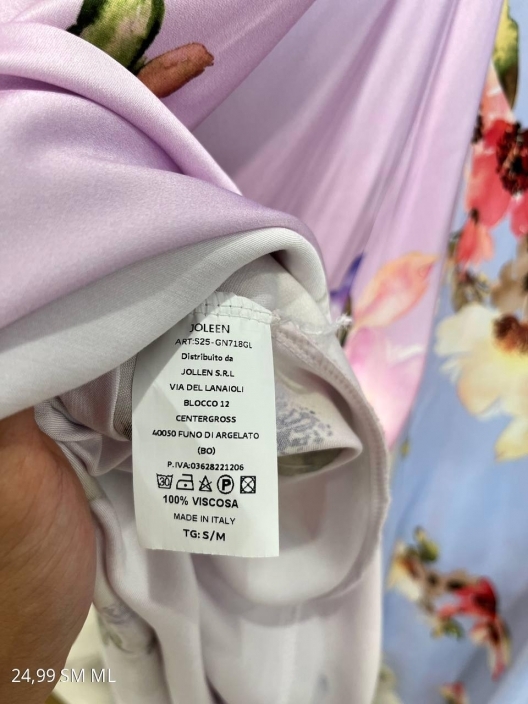 JOLEEN
ART:S25-GN718GL
Distribuito da
JOLLEN S.R.L
VIA DEL LANAIOLI
BLOCCO 12
CENTERGROSS
40050 FUNO DI ARGELATO
(BO)
P.IVA:03628221206
30 P
100% VISCOSA
MADE IN ITALY
TG: S/M
24,99 SM ML